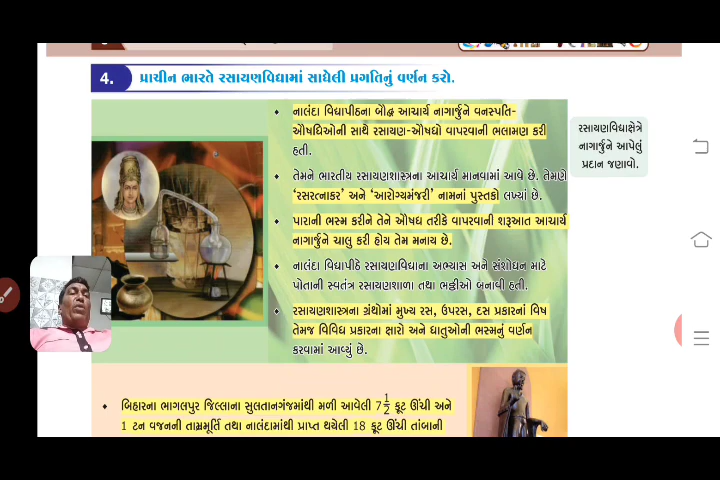 4. પ્રાચીન ભારતે રસાયણવિદ્યામાં સાધેલી પ્રગતિનું વર્ણન કરો.
♦ નાલંદા વિદ્યાપીઠના બૌદ્ધ આચાર્ય નાગાર્જુને વનસ્પતિ-
ઔષધિઓની સાથે રસાયણ-ઔષધો વાપરવાની ભલામણ કરી
હતી.
♦ તેમને ભારતીય રસાયણશાસ્ત્રના આચાર્ય માનવામાં આવે છે. તેમણે
‘રસરત્નાકર’ અને ‘આરોગ્યમંજરી’ નામનાં પુસ્તકો લખ્યાં છે.
♦ પારાની ભસ્મ કરીને તેને ઔષધ તરીકે વાપરવાની શરૂઆત આચાર્ય
નાગાર્જુને ચાલુ કરી હોય તેમ મનાય છે.
♦ નાલંદા વિદ્યાપીઠે રસાયણવિદ્યાના અભ્યાસ અને સંશોધન માટે
પોતાની સ્વતંત્ર રસાયણશાળા તથા ભઠ્ઠીઓ બનાવી હતી.
♦ રસાયણશાસ્ત્રના ગ્રંથોમાં મુખ્ય રસ, ઉપરસ, દસ પ્રકારનાં વિષ
તેમજ વિવિધ પ્રકારના ક્ષારો અને ધાતુઓની ભસ્મનું વર્ણન
કરવામાં આવ્યું છે.
રસાયણવિદ્યાક્ષેત્રે
નાગાર્જુને આપેલું
પ્રદાન જણાવો.
♦ બિહારના ભાગલપુર જિલ્લાના સુલતાનગંજમાંથી મળી આવેલી 7 1/2 ફૂટ ઊંચી અને
1 ટન વજનની તામ્રમૂર્તિ તથા નાલંદામાંથી પ્રાપ્ત થયેલી 18 ફૂટ ઊંચી તાંબાની